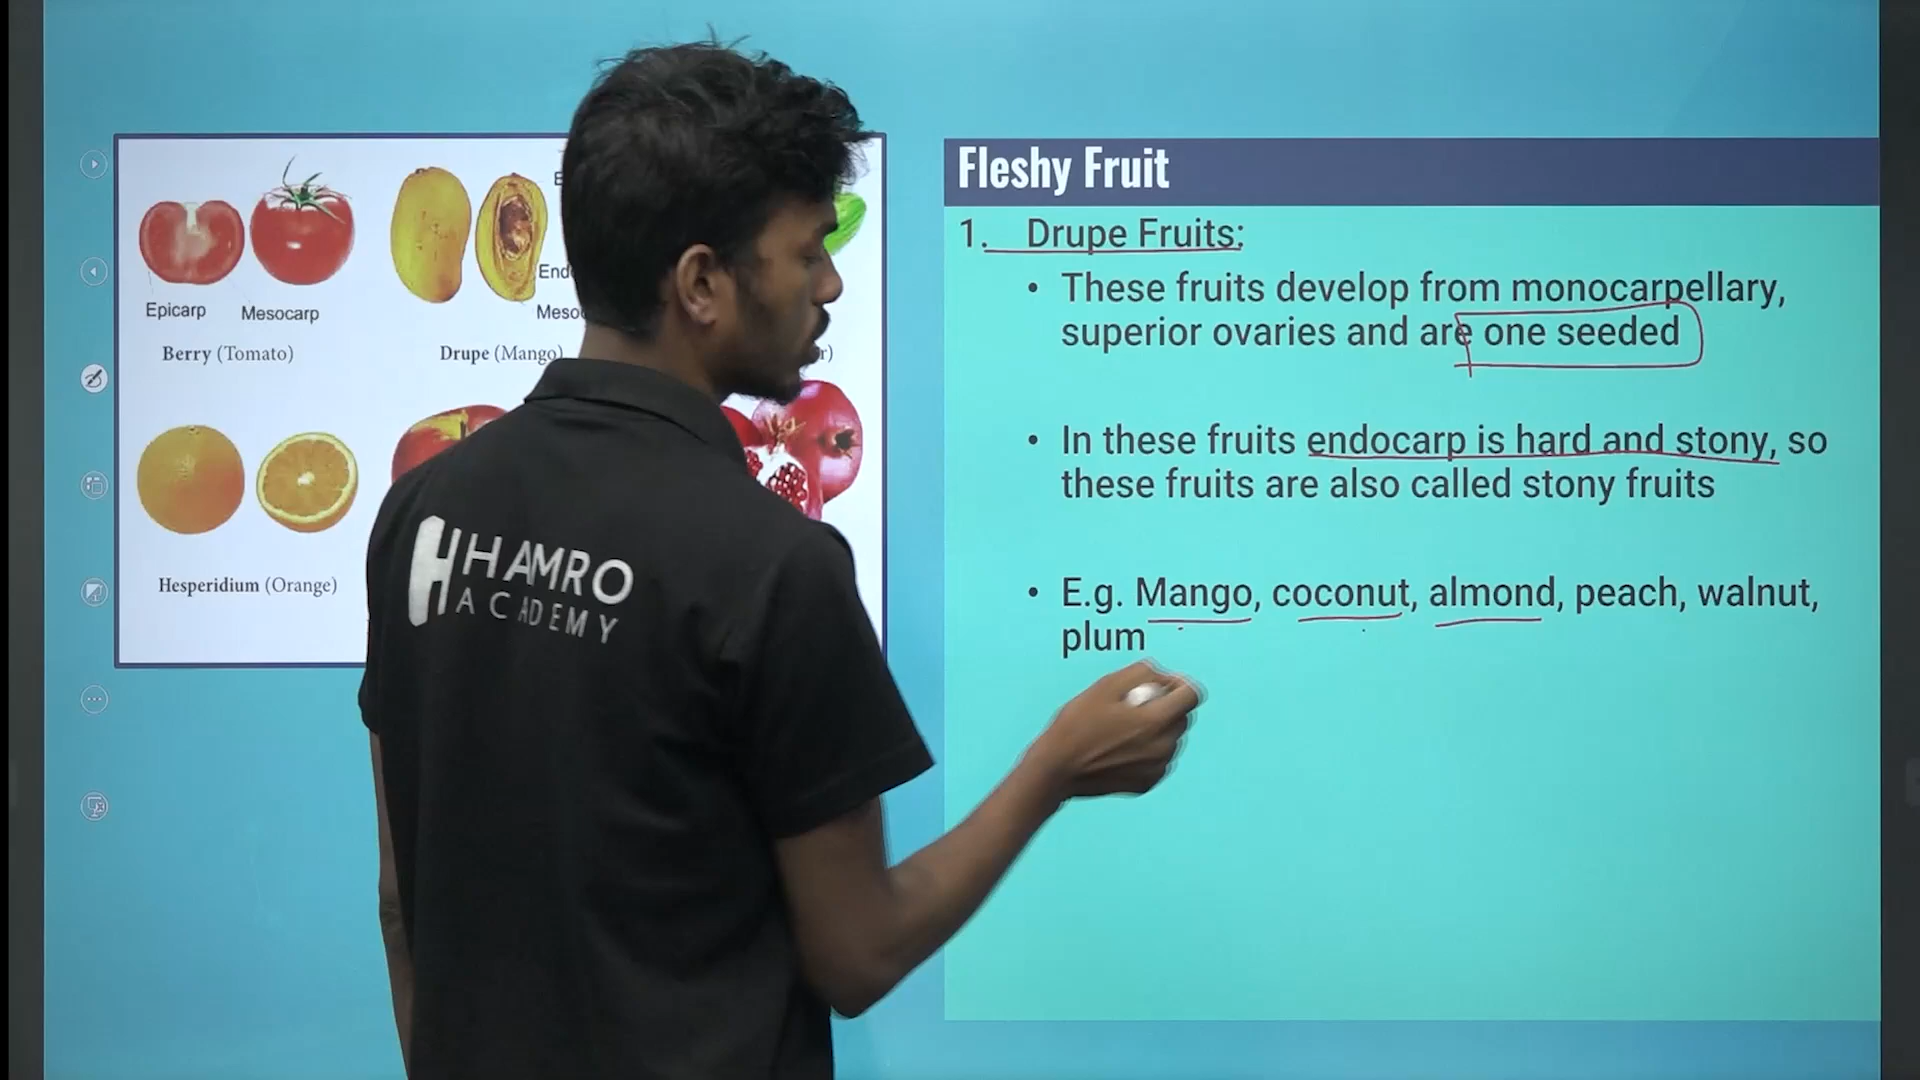 Epicarp
Mesocarp
Berry (Tomato)
Drupe (Mango)
Hesperidium (Orange)
HAMRO
ACADEMY
Fleshy Fruit
1. Drupe Fruits:
• These fruits develop from monocarpellary,
superior ovaries and are one seeded
• In these fruits endocarp is hard and stony, so
these fruits are also called stony fruits
• E.g. Mango, coconut, almond, peach, walnut,
plum